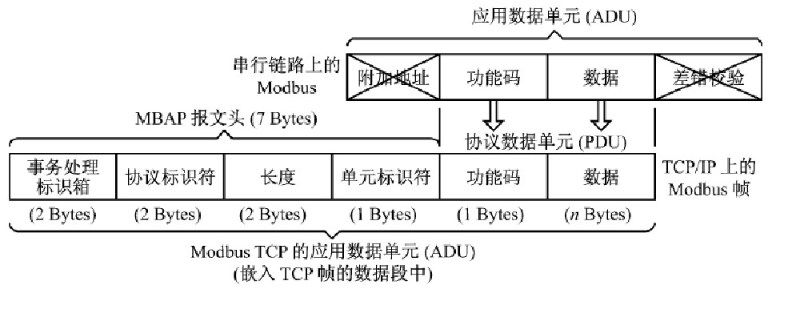 应用数据单元 (ADU)
串行链路上的
Modbus
附加地址
功能码
数据
差错校验
MBAP 报文头 (7 Bytes)
协议数据单元 (PDU)
事务处理
标识箱
协议标识符
长度
单元标识符
功能码
数据
TCP/IP 上的
Modbus 帧
(2 Bytes)
(2 Bytes)
(2 Bytes)
(1 Bytes)
(1 Bytes)
(n Bytes)
Modbus TCP 的应用数据单元 (ADU)
(嵌入 TCP 帧的数据段中)